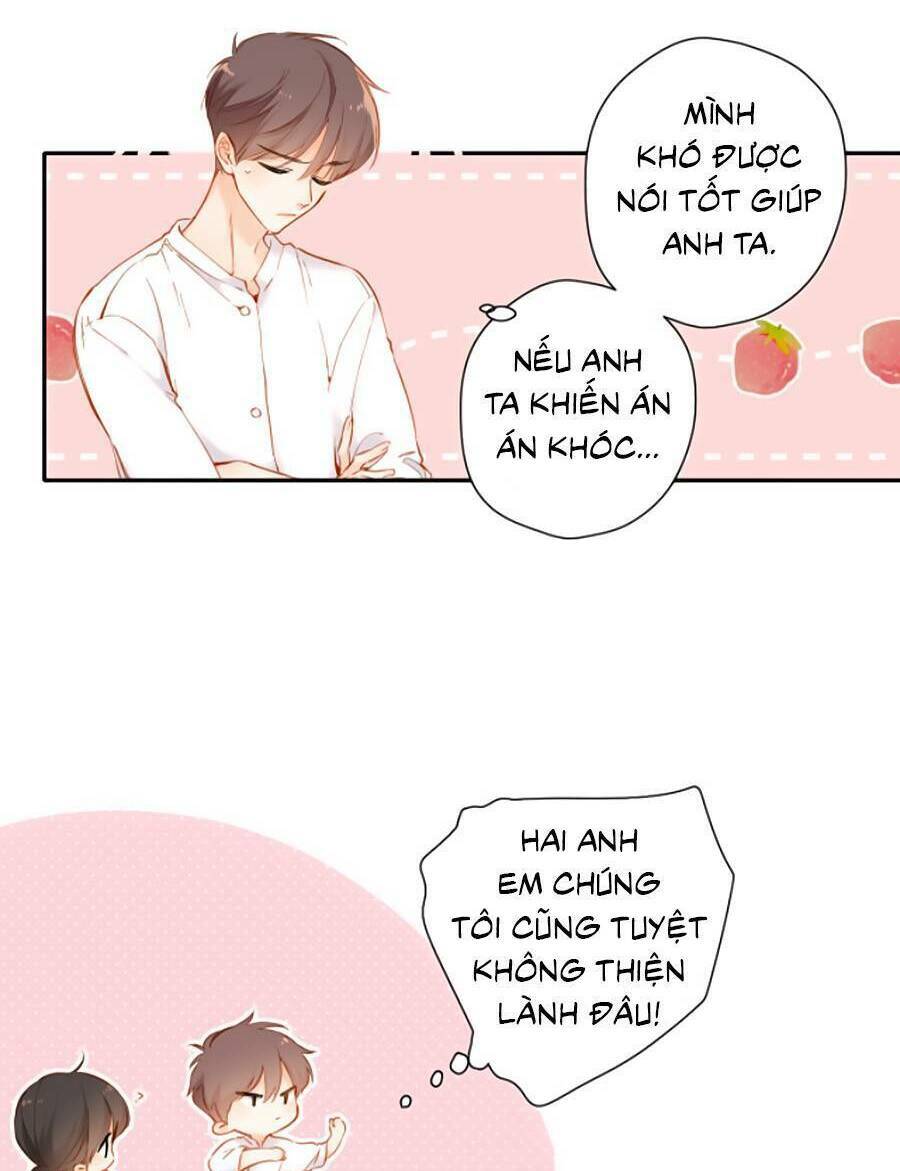 MÌNH
KHÓ ĐƯỢC
NÓI TỐT GIÚP
ANH TA.
NẾU ANH
TA KHIẾN ÁN
ÁN KHÓC...
HAI ANH
EM CHÚNG
TÔI CŨNG TUYỆT
KHÔNG THIỆN
LÀNH ĐÂU!